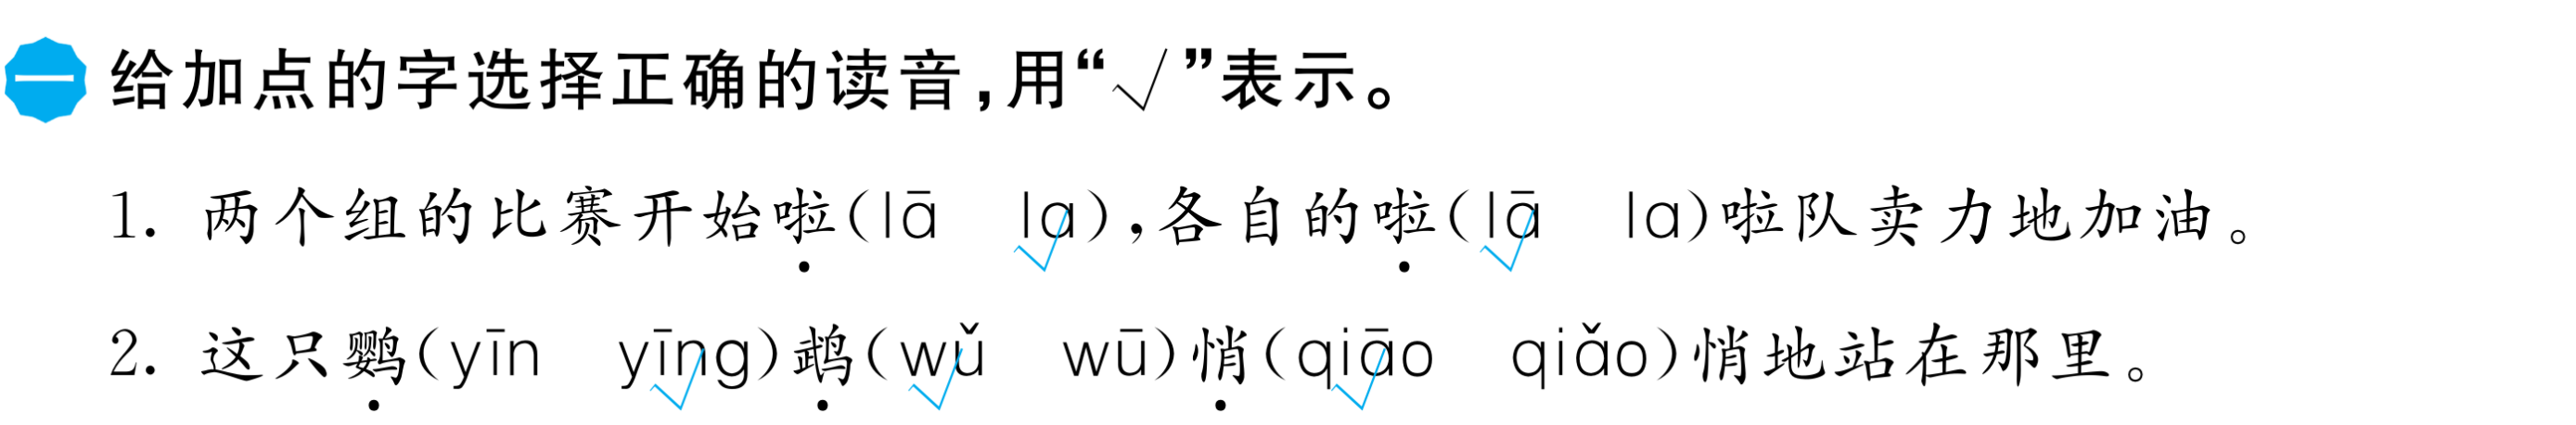 一 给加点的字选择正确的读音,用“√”表示。
1. 两个组的比赛开始啦(lā la√),各自的啦(lā√ la)啦队卖力地加油。
2. 这只鹦(yīn yīng√)鹉(wǔ√ wū)悄(qiāo√ qiǎo)悄地站在那里。